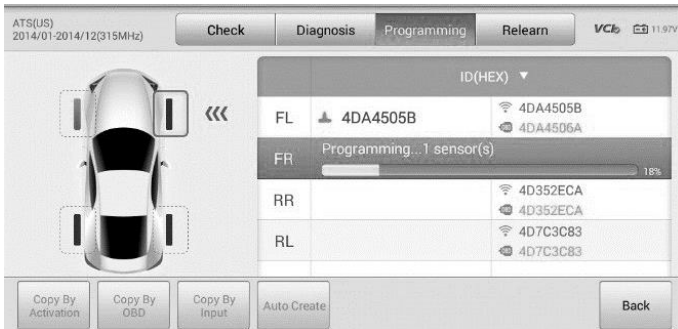 ATS(US)
2014/01-2014/12(315MHz)
Check
Diagnosis
Programming
Relearn
VCI
11.97V
ID(HEX) ▼
FL
4DA4505B
4DA4505B
4DA4506A
FR
Programming...1 sensor(s)
18%
RR
4D352ECA
4D352ECA
RL
4D7C3C83
4D7C3C83
Copy By
Activation
Copy By
OBD
Copy By
Input
Auto Create
Back